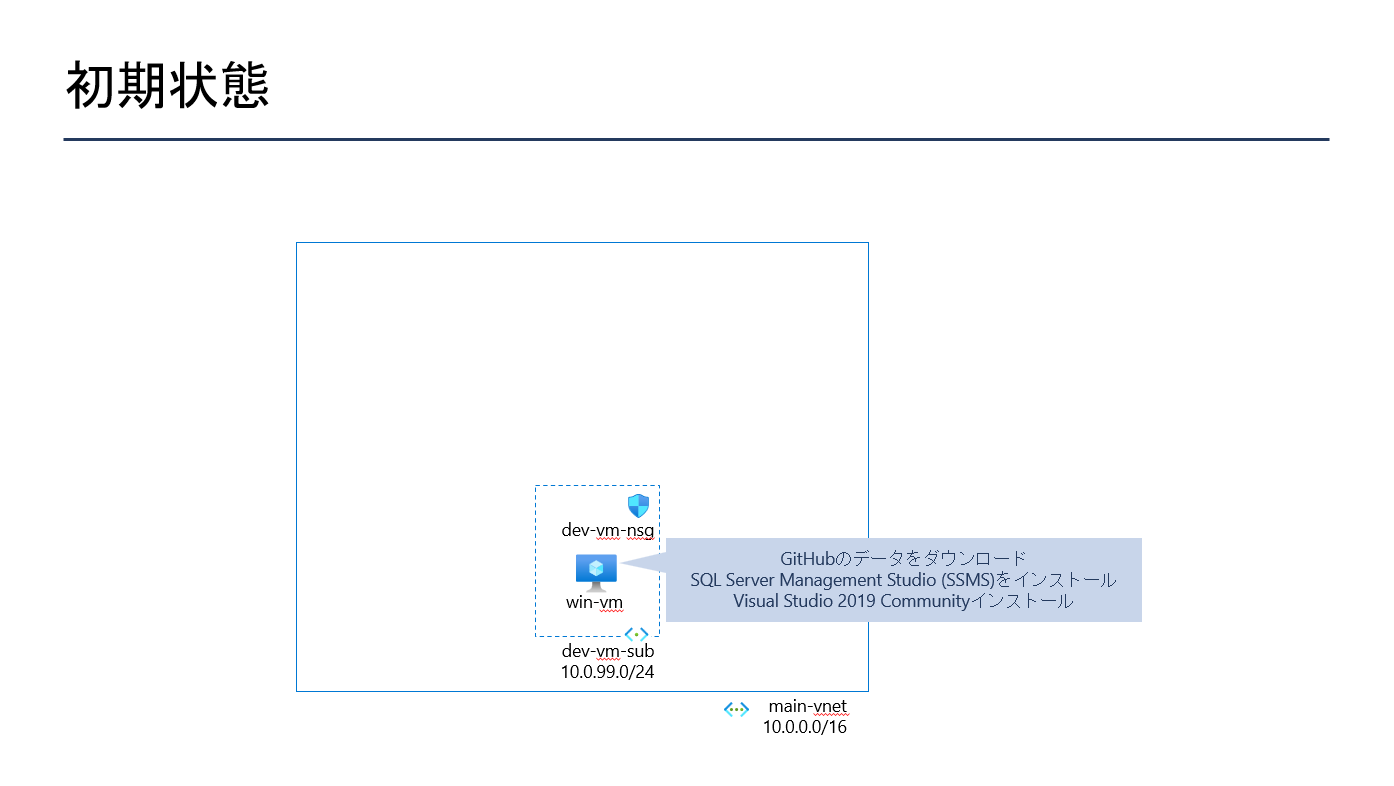 初期状態
dev-vm-nsg
win-vm
GitHubのデータをダウンロード
SQL Server Management Studio (SSMS)をインストール
Visual Studio 2019 Communityインストール
dev-vm-sub
10.0.99.0/24
main-vnet
10.0.0.0/16